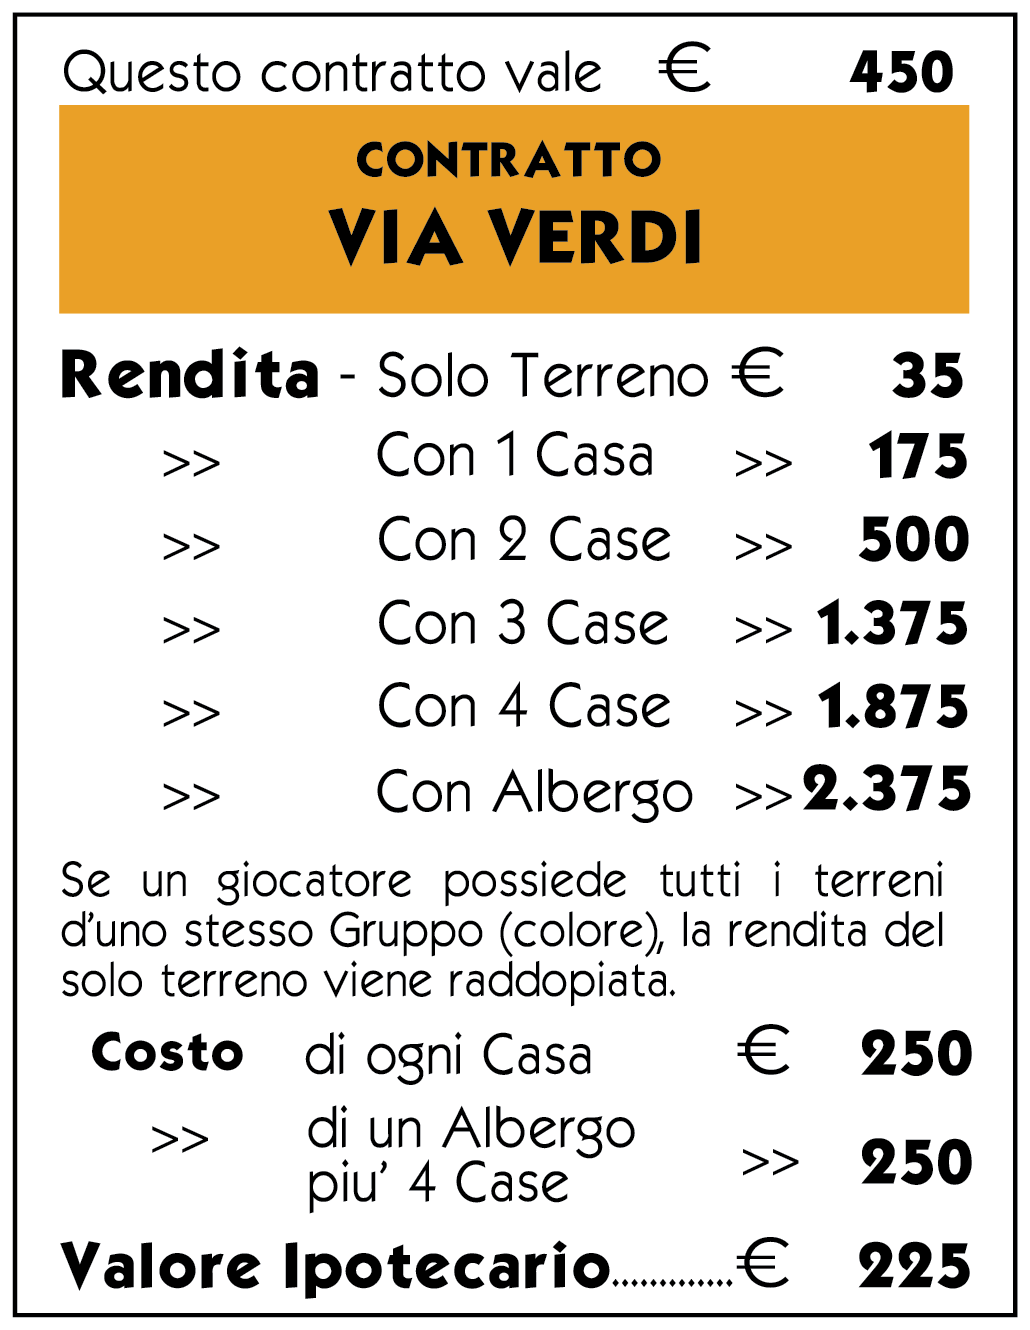 Questo contratto vale € 450
CONTRATTO
VIA VERDI
Rendita - Solo Terreno € 35
>> Con 1 Casa >> 175
>> Con 2 Case >> 500
>> Con 3 Case >> 1.375
>> Con 4 Case >> 1.875
>> Con Albergo >> 2.375
Se un giocatore possiede tutti i terreni
d'uno stesso Gruppo (colore), la rendita del
solo terreno viene raddopiata.
Costo di ogni Casa € 250
>> di un Albergo
piu' 4 Case >> 250
Valore Ipotecario.............€ 225